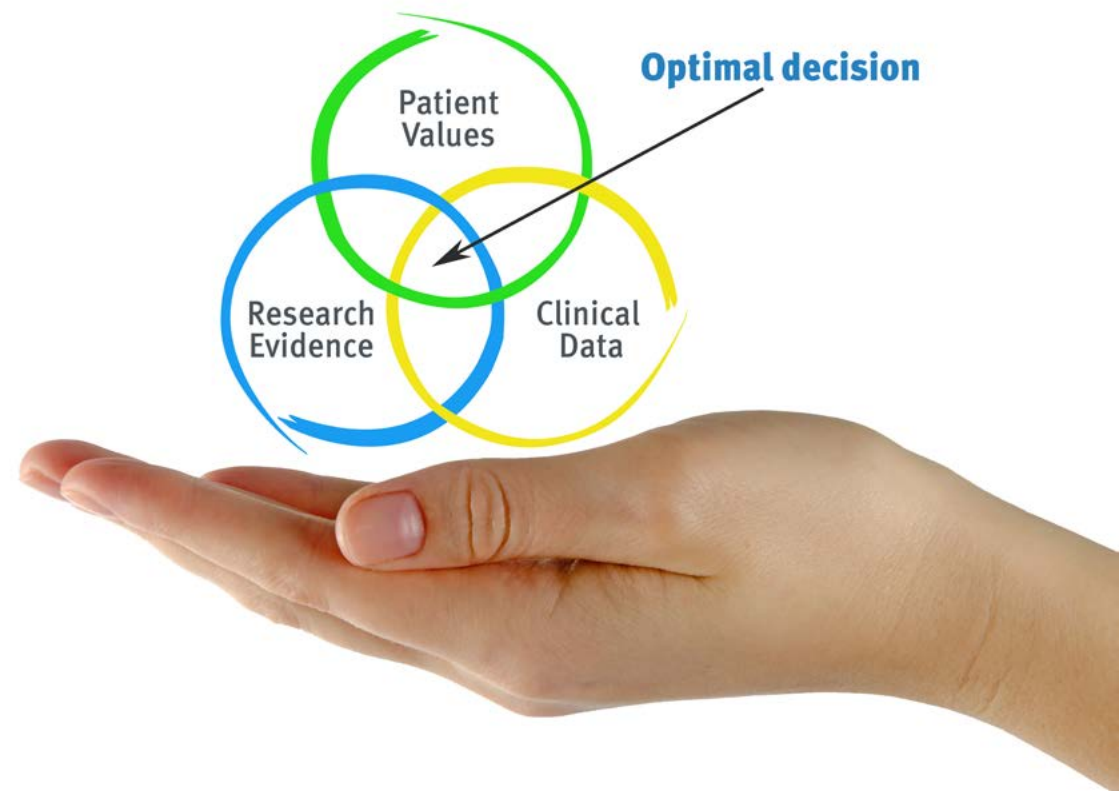 Optimal decision
Patient
Values
Research
Evidence
Clinical
Data